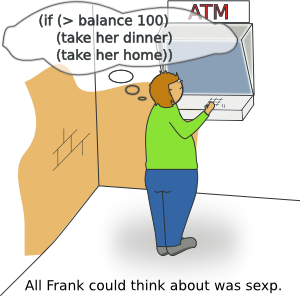 ATM
(if (> balance 100)
(take her dinner)
(take her home))
All Frank could think about was sexp.